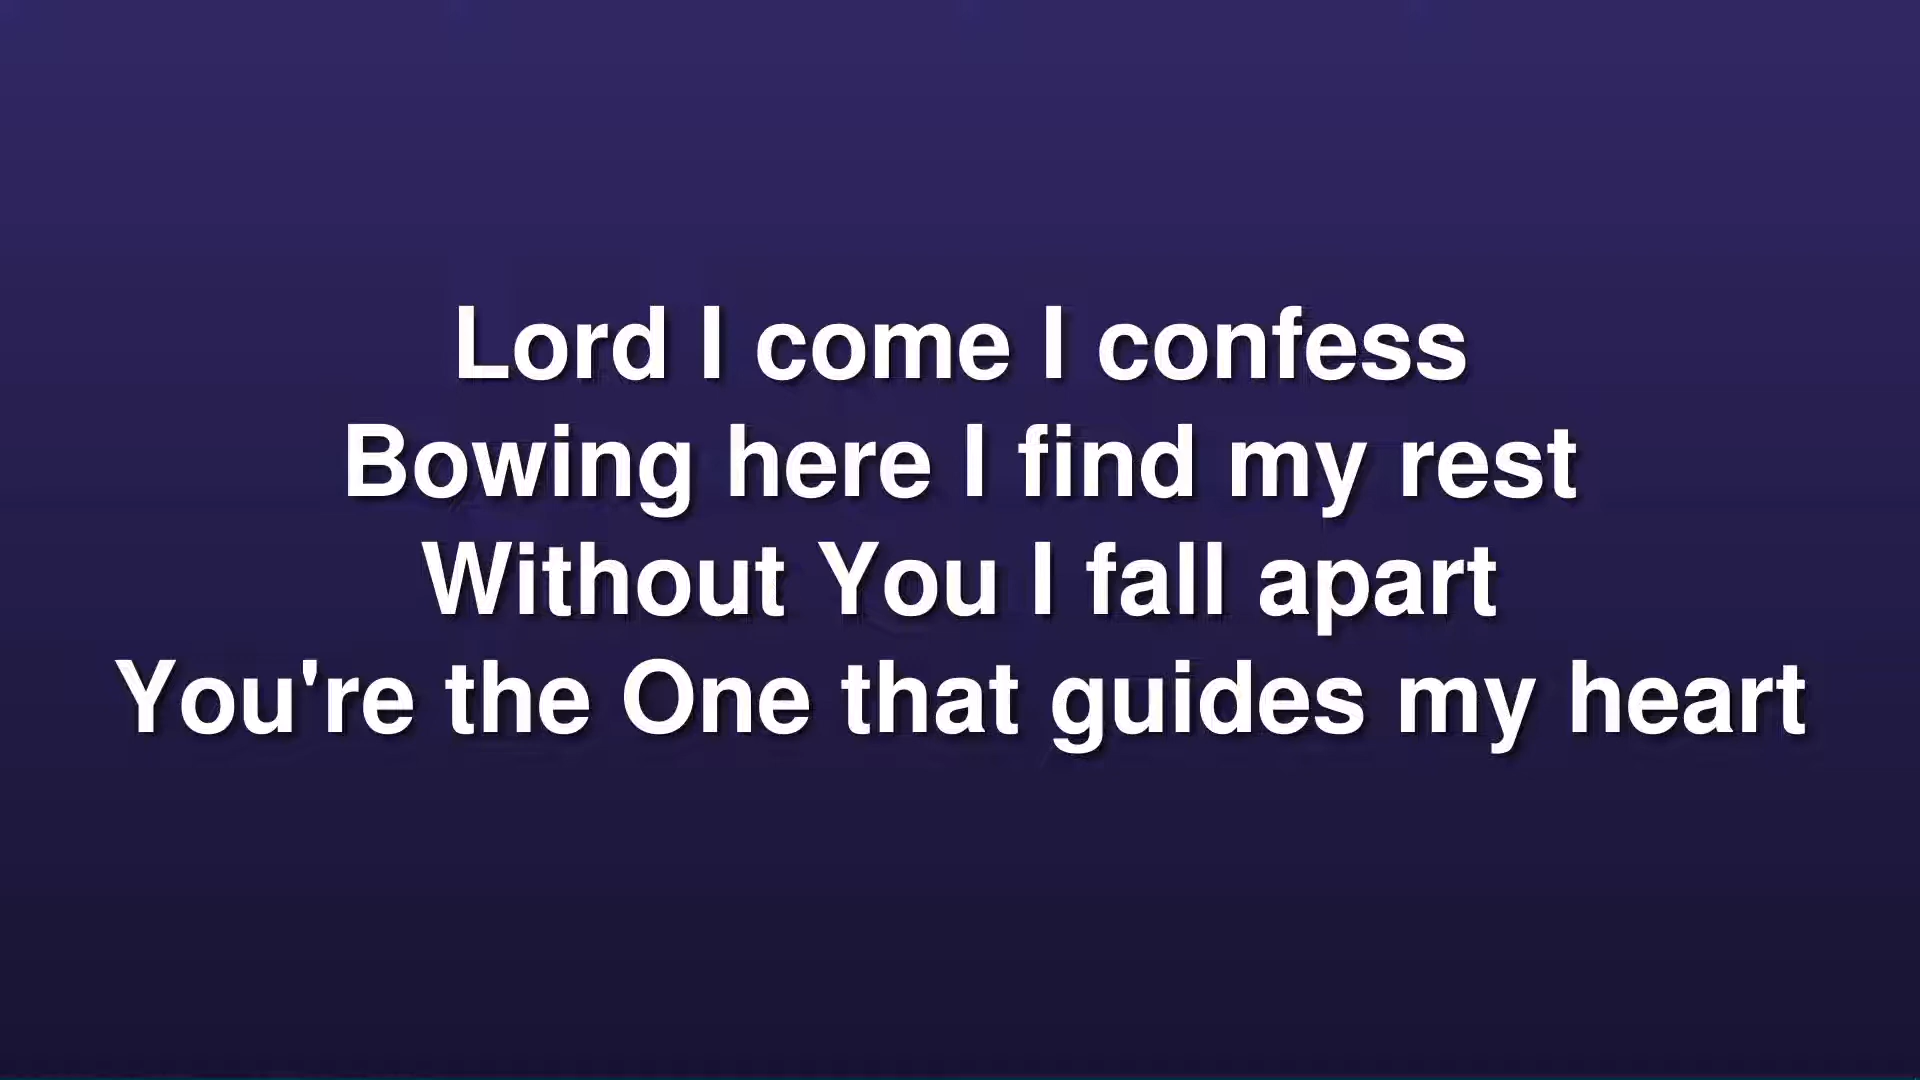 Lord I come I confess
Bowing here I find my rest
Without You I fall apart
You're the One that guides my heart